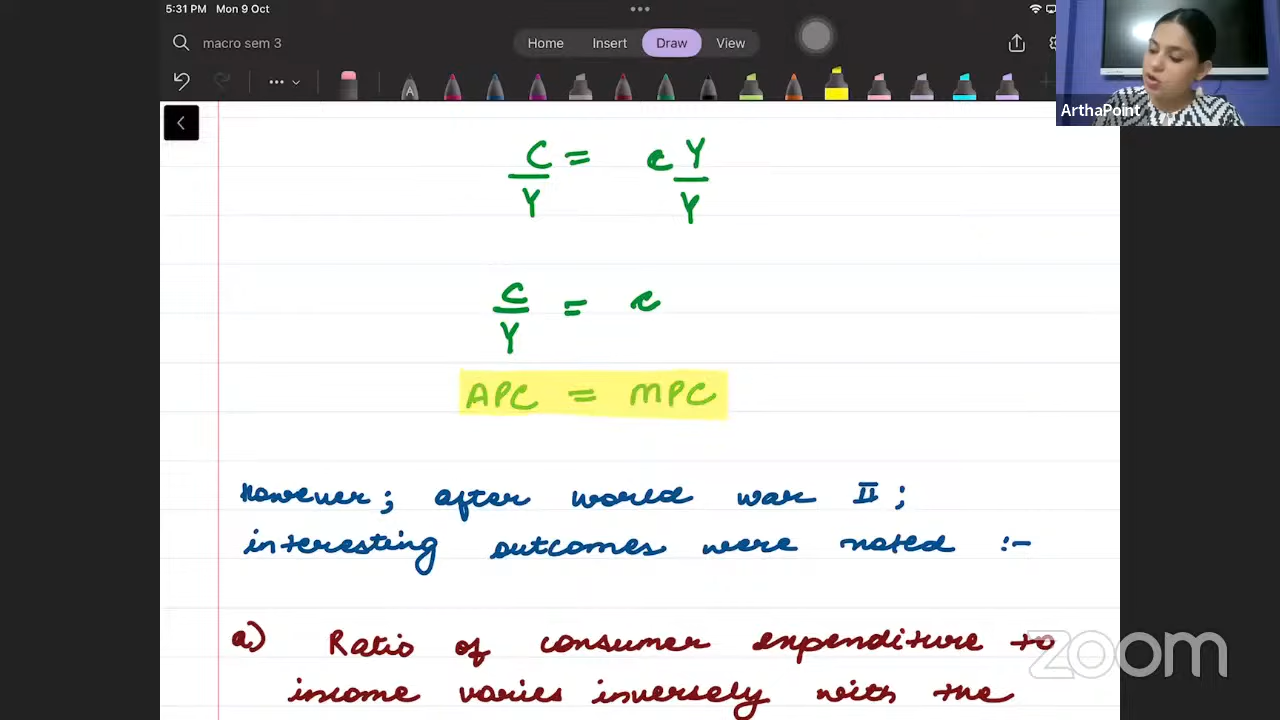 5:31 PM Mon 9 Oct
macro sem 3
Home Insert Draw View
A
ArthaPoint
C = cY
Y Y
C = c
Y
APC = MPC
However; after world war II;
interesting outcomes were noted :-
a) Ratio of consumer expenditure to
income varies inversely with the
zoom